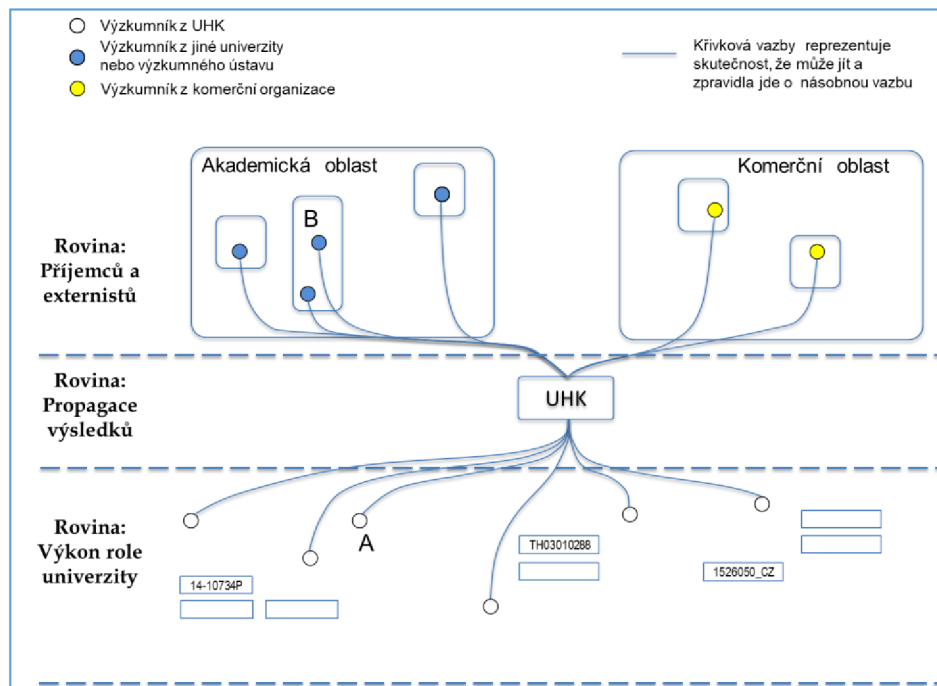 Výzkumník z UHK
Výzkumník z jiné univerzity
nebo výzkumného ústavu
Výzkumník z komerční organizace
Křivková vazby reprezentuje
skutečnost, že může jít a
zpravidla jde o násobnou vazbu
Akademická oblast
Komerční oblast
B
Rovina:
Příjemců a
externistů
Rovina:
Propagace
výsledků
UHK
Rovina:
Výkon role
univerzity
A
TH03010288
14-10734P
1526050_CZ